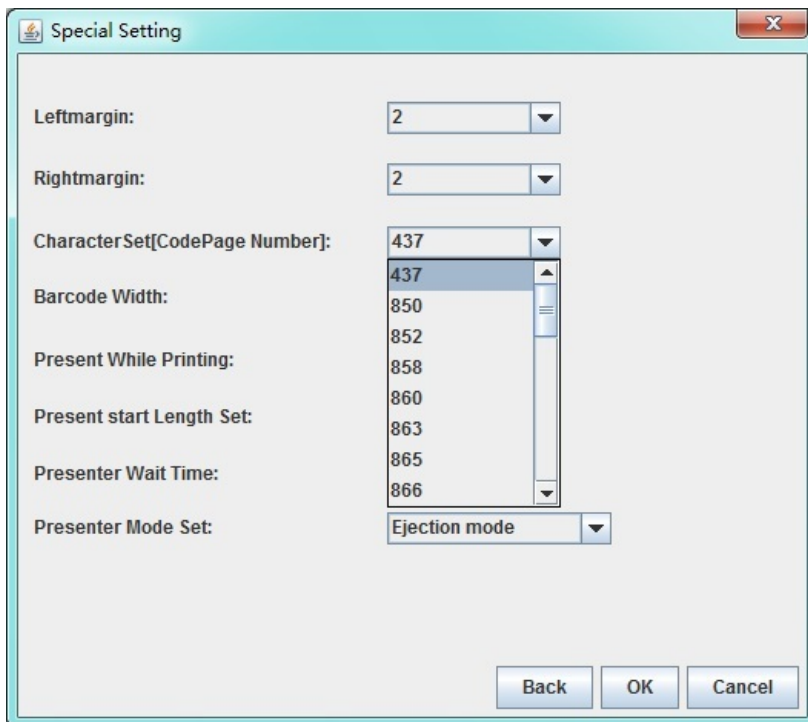 Special Setting
Leftmargin: 2
Rightmargin: 2
CharacterSet[CodePage Number]: 437
437
850
Barcode Width:
852
858
Present While Printing:
860
863
Present start Length Set:
865
Presenter Wait Time:
866
Presenter Mode Set: Ejection mode
Back OK Cancel